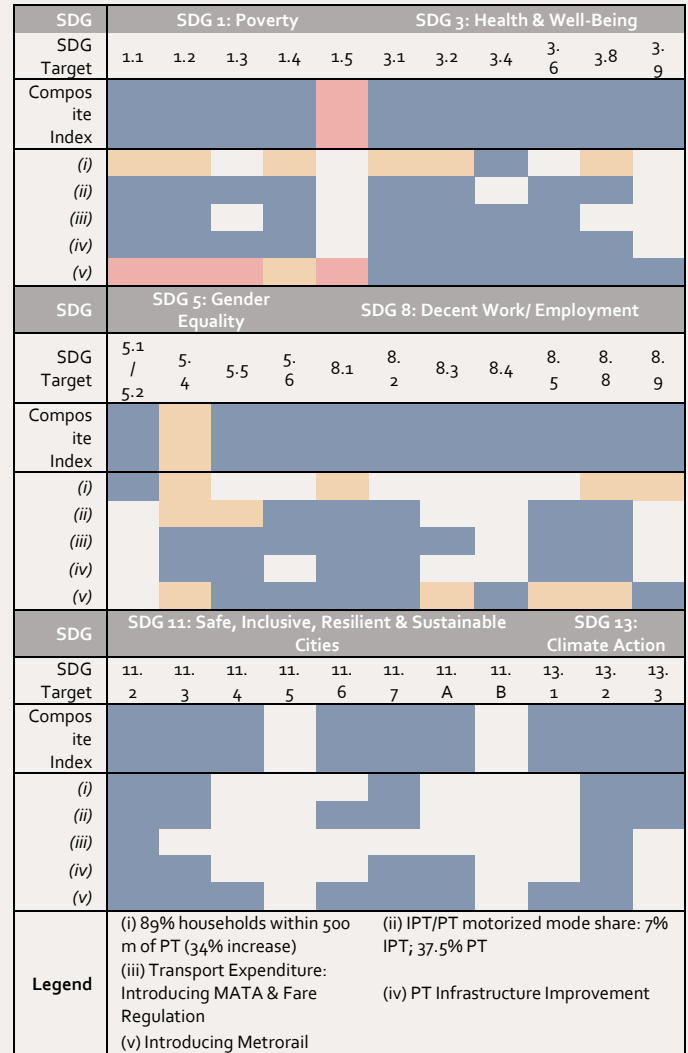 SDG SDG 1: Poverty SDG 3: Health & Well-Being
SDG 3. 3.
Target 1.1 1.2 1.3 1.4 1.5 3.1 3.2 3.4 6 3.8 9
Compos
ite
Index
(i)
(ii)
(iii)
(iv)
(v)
SDG SDG 5: Gender
Equality SDG 8: Decent Work/ Employment
SDG 5.1 5. 5. 8. 8. 8. 8.
Target / 4 5.5 6 8.1 2 8.3 8.4 5 8 9
5.2
Compos
ite
Index
(i)
(ii)
(iii)
(iv)
(v)
SDG SDG 11: Safe, Inclusive, Resilient & Sustainable SDG 13:
Cities Climate Action
SDG 11. 11. 11. 11. 11. 11. 11. 11. 13. 13. 13.
Target 2 3 4 5 6 7 A B 1 2 3
Compos
ite
Index
(i)
(ii)
(iii)
(iv)
(v)
Legend
(i) 89% households within 500
m of PT (34% increase)
(ii) IPT/PT motorized mode share: 7%
IPT; 37.5% PT
(iii) Transport Expenditure:
Introducing MATA & Fare
Regulation
(iv) PT Infrastructure Improvement
(v) Introducing Metrorail